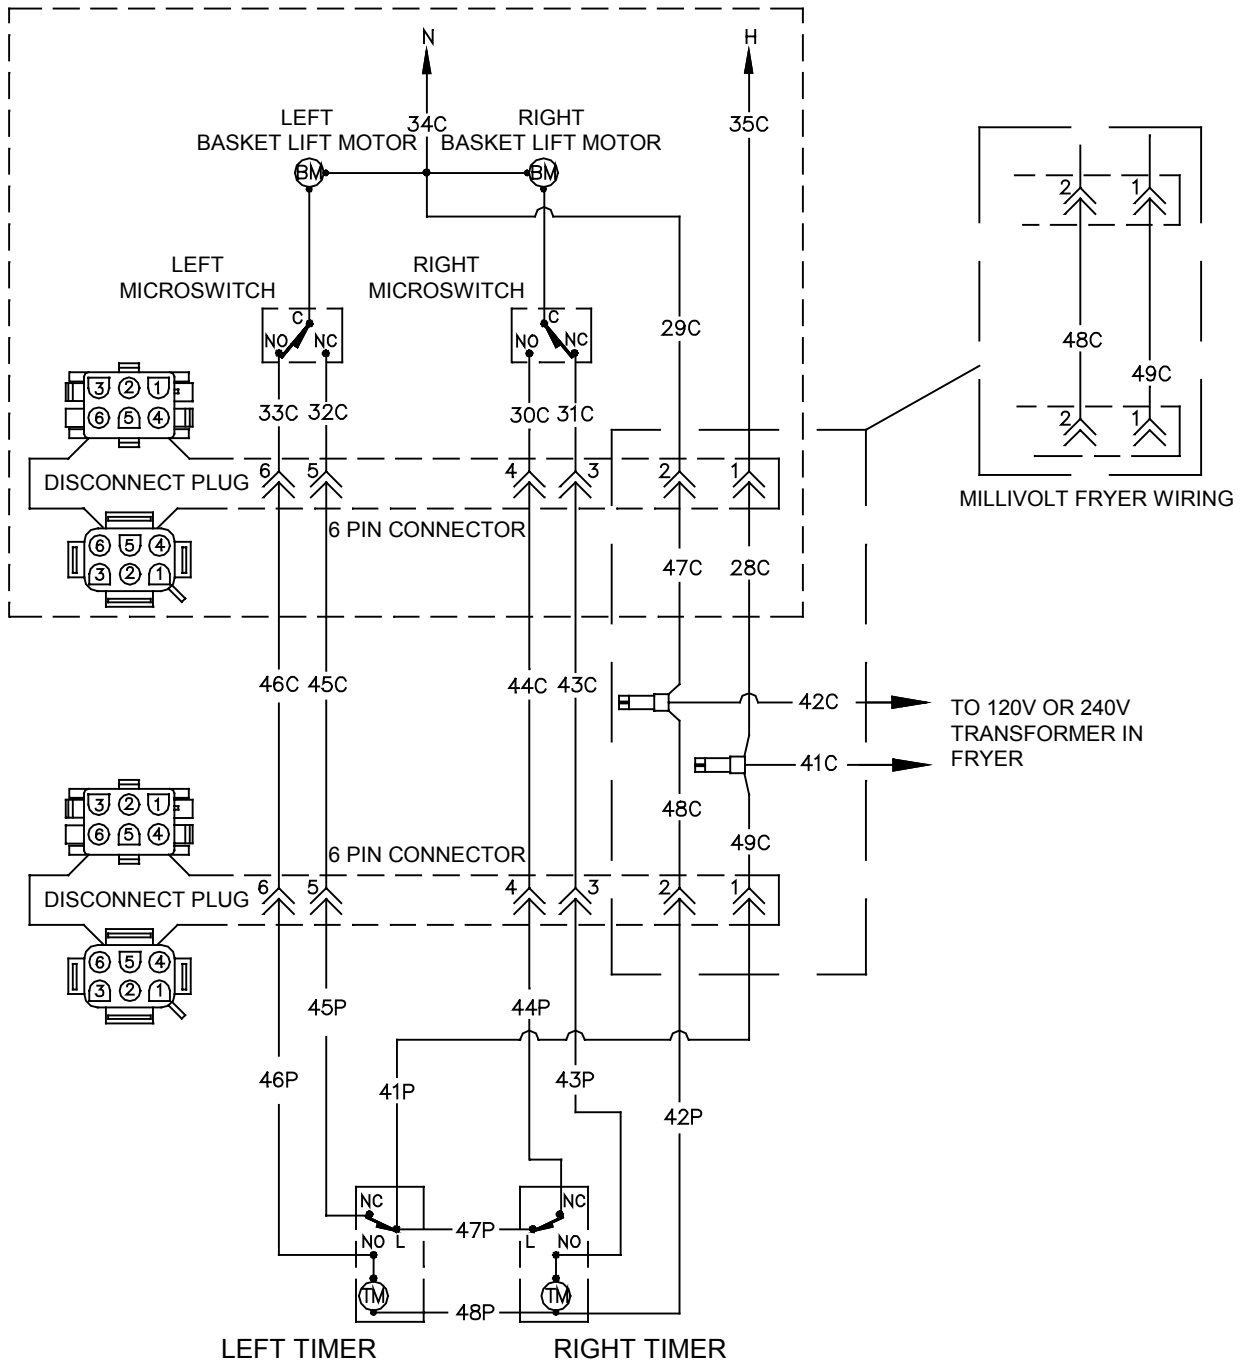 N
H
34C
35C
LEFT
BASKET LIFT MOTOR
RIGHT
BASKET LIFT MOTOR
BM
BM
LEFT
MICROSWITCH
RIGHT
MICROSWITCH
C
NO
NC
C
NO
NC
29C
33C
32C
30C
31C
3 2 1
6 5 4
DISCONNECT PLUG
6
5
4
3
2
1
6 PIN CONNECTOR
6 5 4
3 2 1
47C
28C
46C
45C
44C
43C
42C
41C
TO 120V OR 240V
TRANSFORMER IN
FRYER
48C
49C
2
1
48C
49C
2
1
MILLIVOLT FRYER WIRING
3 2 1
6 5 4
6 PIN CONNECTOR
DISCONNECT PLUG
6
5
4
3
2
1
6 5 4
3 2 1
45P
44P
46P
41P
43P
42P
NC
L
NO
TM
47P
48P
NC
L
NO
TM
LEFT TIMER
RIGHT TIMER